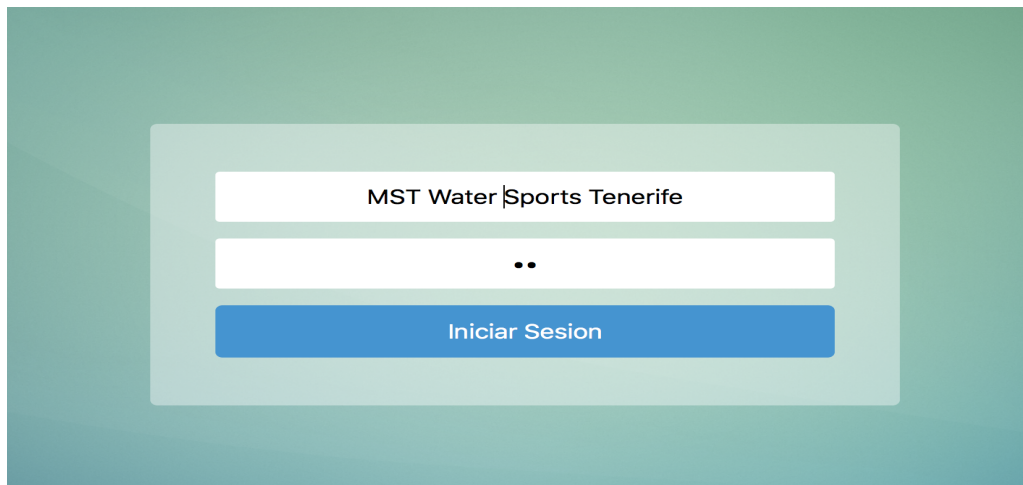 MST Water Sports Tenerife
••
Iniciar Sesion